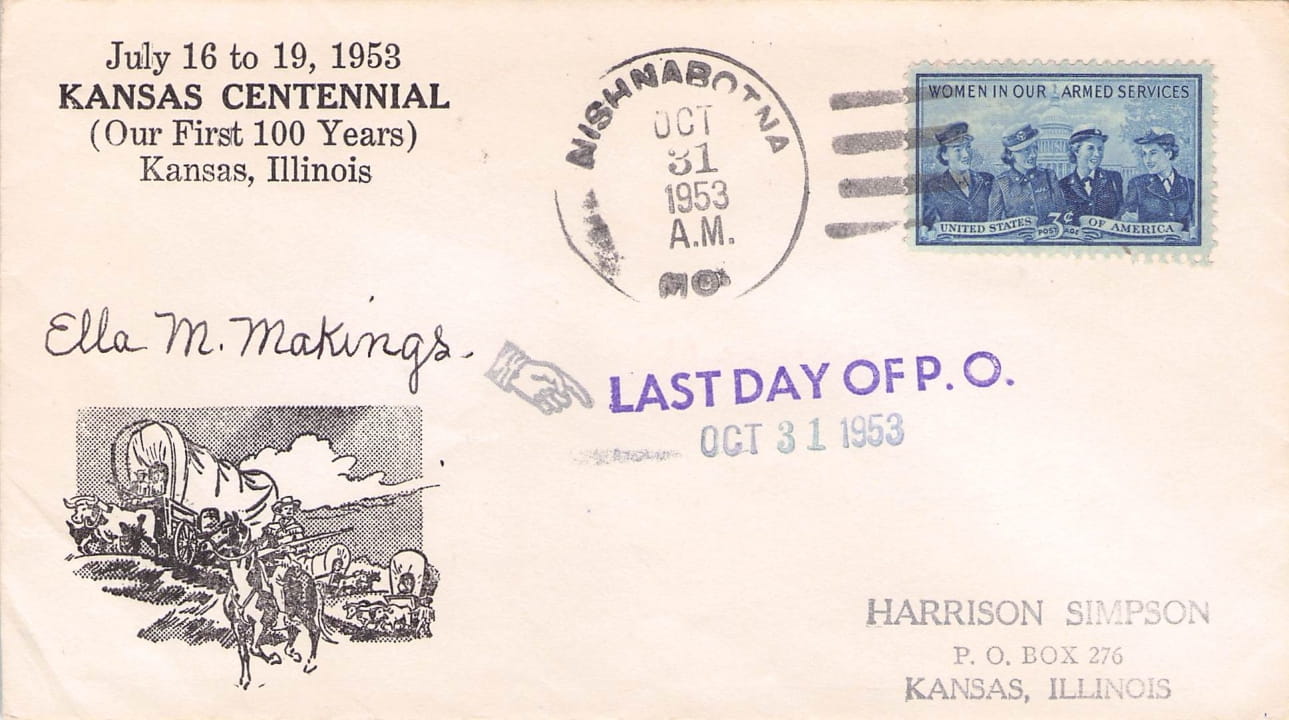 July 16 to 19, 1953
KANSAS CENTENNIAL
(Our First 100 Years)
Kansas, Illinois
NISHNABOTNA
OCT
31
1953
A.M.
MO.
WOMEN IN OUR ARMED SERVICES
UNITED STATES 3¢ OF AMERICA
POSTAGE
Ella M. Makings.
LAST DAY OF P. O.
OCT 31 1953
HARRISON SIMPSON
P. O. BOX 276
KANSAS, ILLINOIS